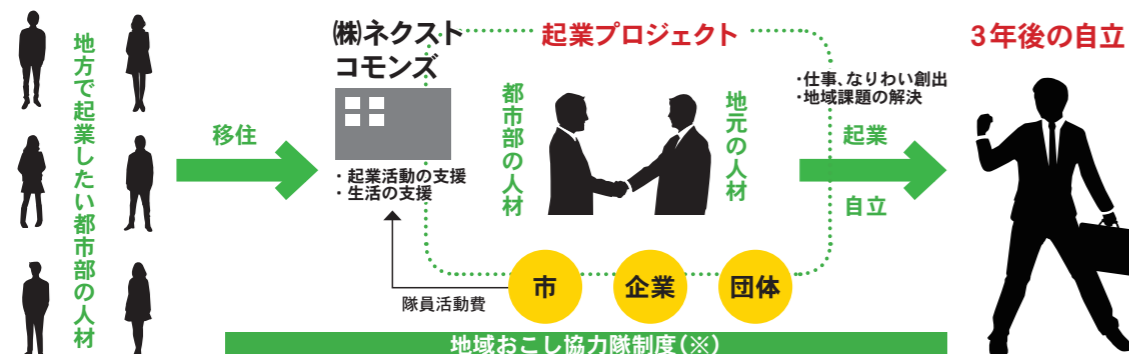 地方で起業したい都市部の人材
移住
㈱ネクスト
コモンズ
・起業活動の支援
・生活の支援
起業プロジェクト
都市部の人材
地元の人材
・仕事、なりわい創出
・地域課題の解決
起業
自立
3年後の自立
隊員活動費
市
企業
団体
地域おこし協力隊制度(※)